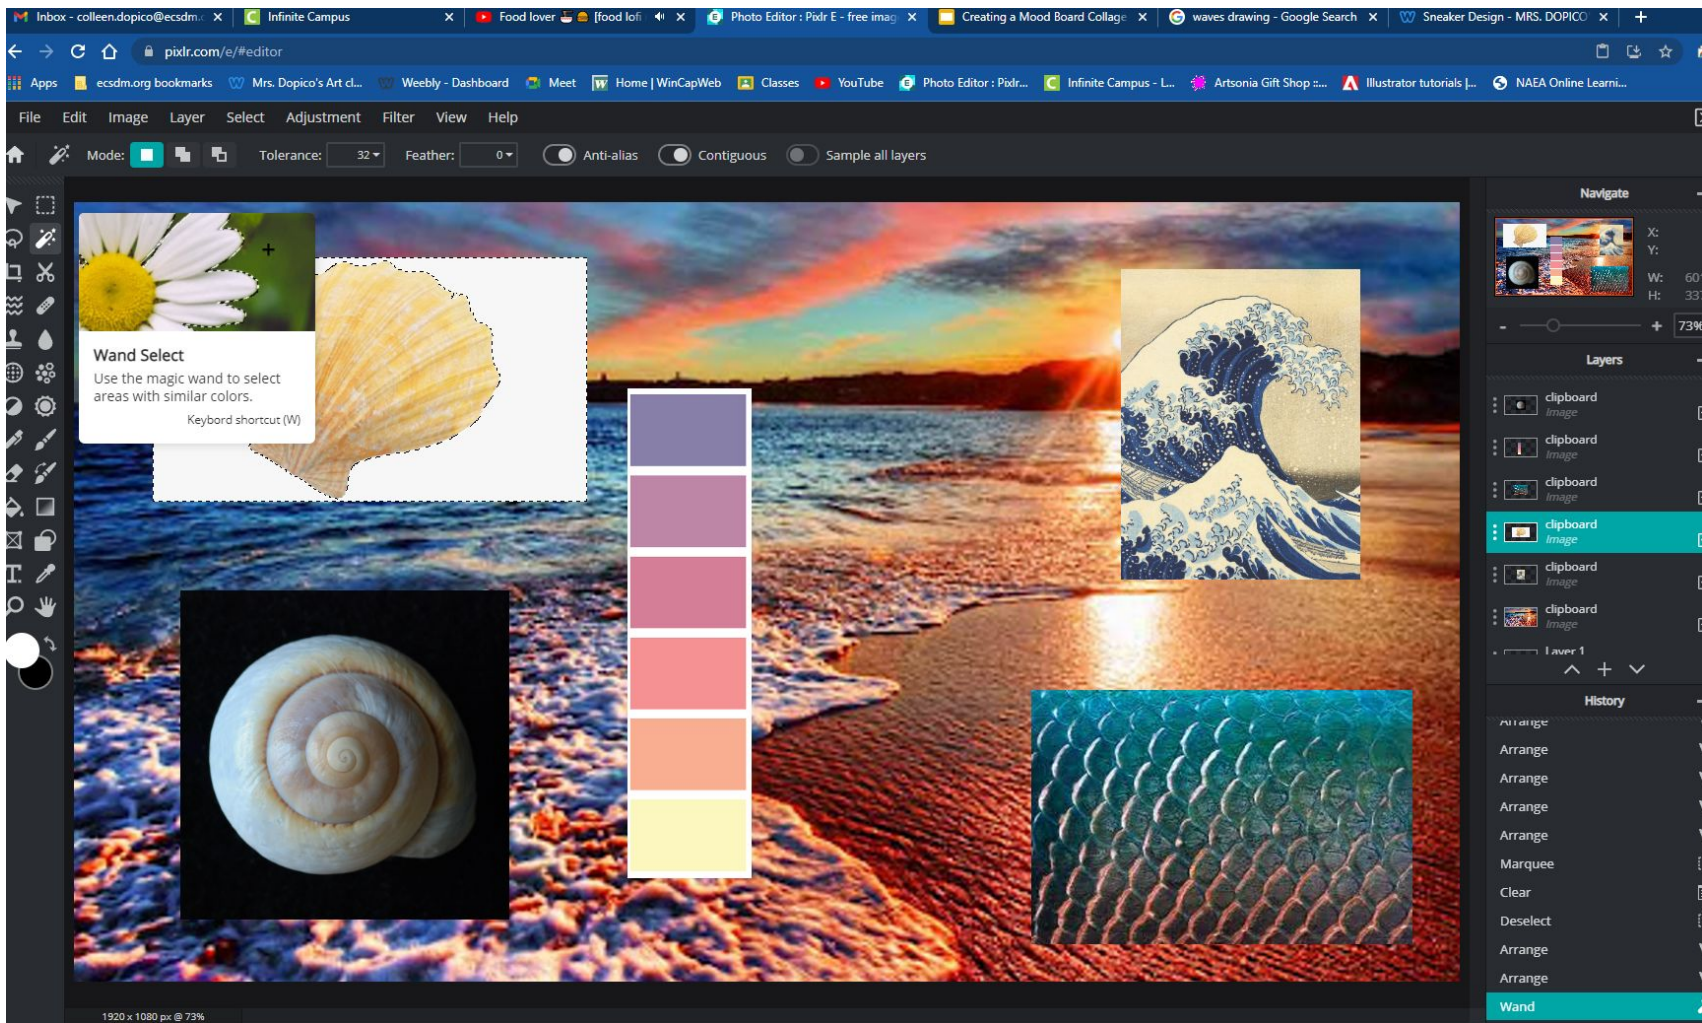 Inbox - colleen.dopico@ecsdm.
Infinite Campus
Food lover [food lofi
Photo Editor : Pixlr E - free imag
Creating a Mood Board Collage
waves drawing - Google Search
Sneaker Design - MRS. DOPICO'
pixlr.com/e/#editor
Apps
ecsdm.org bookmarks
Mrs. Dopico's Art cl...
Weebly - Dashboard
Meet
Home | WinCapWeb
Classes
YouTube
Photo Editor : Pixlr...
Infinite Campus - L...
Artsonia Gift Shop ::...
Illustrator tutorials |...
NAEA Online Learni...
File Edit Image Layer Select Adjustment Filter View Help
Mode: Tolerance: 32 Feather: 0 Anti-alias Contiguous Sample all layers
Wand Select
Use the magic wand to select
areas with similar colors.
Keybord shortcut (W)
Navigate
X:
Y:
W: 601
H: 337
- + 73%
Layers
clipboard
Image
clipboard
Image
clipboard
Image
clipboard
Image
clipboard
Image
clipboard
Image
Layer 1
History
Arrange
Arrange
Arrange
Arrange
Arrange
Marquee
Clear
Deselect
Arrange
Arrange
Wand
1920 x 1080 px @ 73%